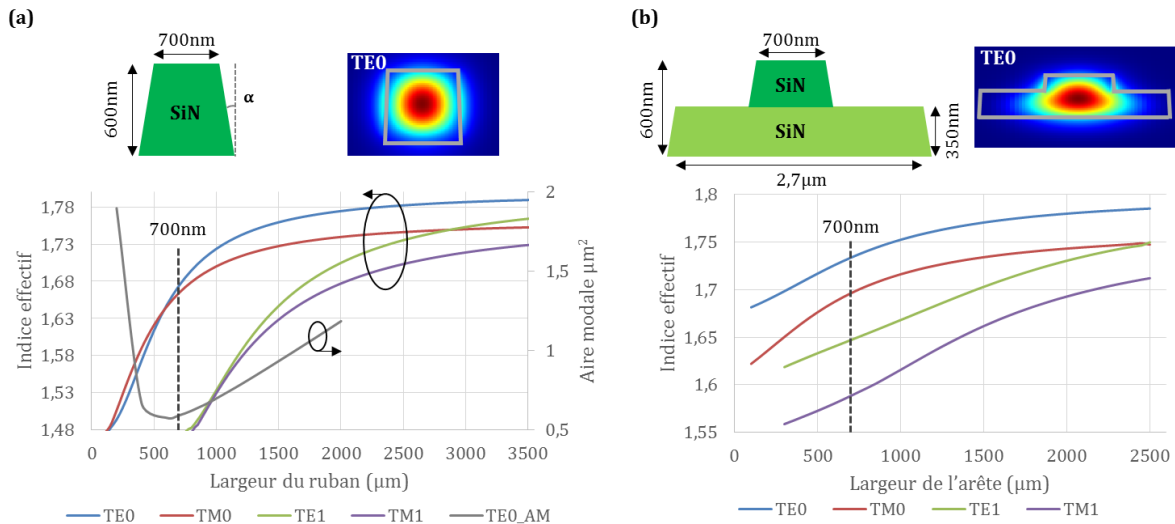 (a)
700nm
600nm
SiN
α
TE0
Indice effectif
1,78
1,73
1,68
1,63
1,58
1,53
1,48
700nm
2
1,5
1
0,5
Aire modale µm²
0 500 1000 1500 2000 2500 3000 3500
Largeur du ruban (µm)
TE0 TM0 TE1 TM1 TE0_AM
(b)
700nm
600nm
SiN
SiN
350nm
2,7µm
TE0
Indice effectif
1,8
1,75
1,7
1,65
1,6
1,55
700nm
0 500 1000 1500 2000 2500
Largeur de l’arête (µm)
TE0 TM0 TE1 TM1